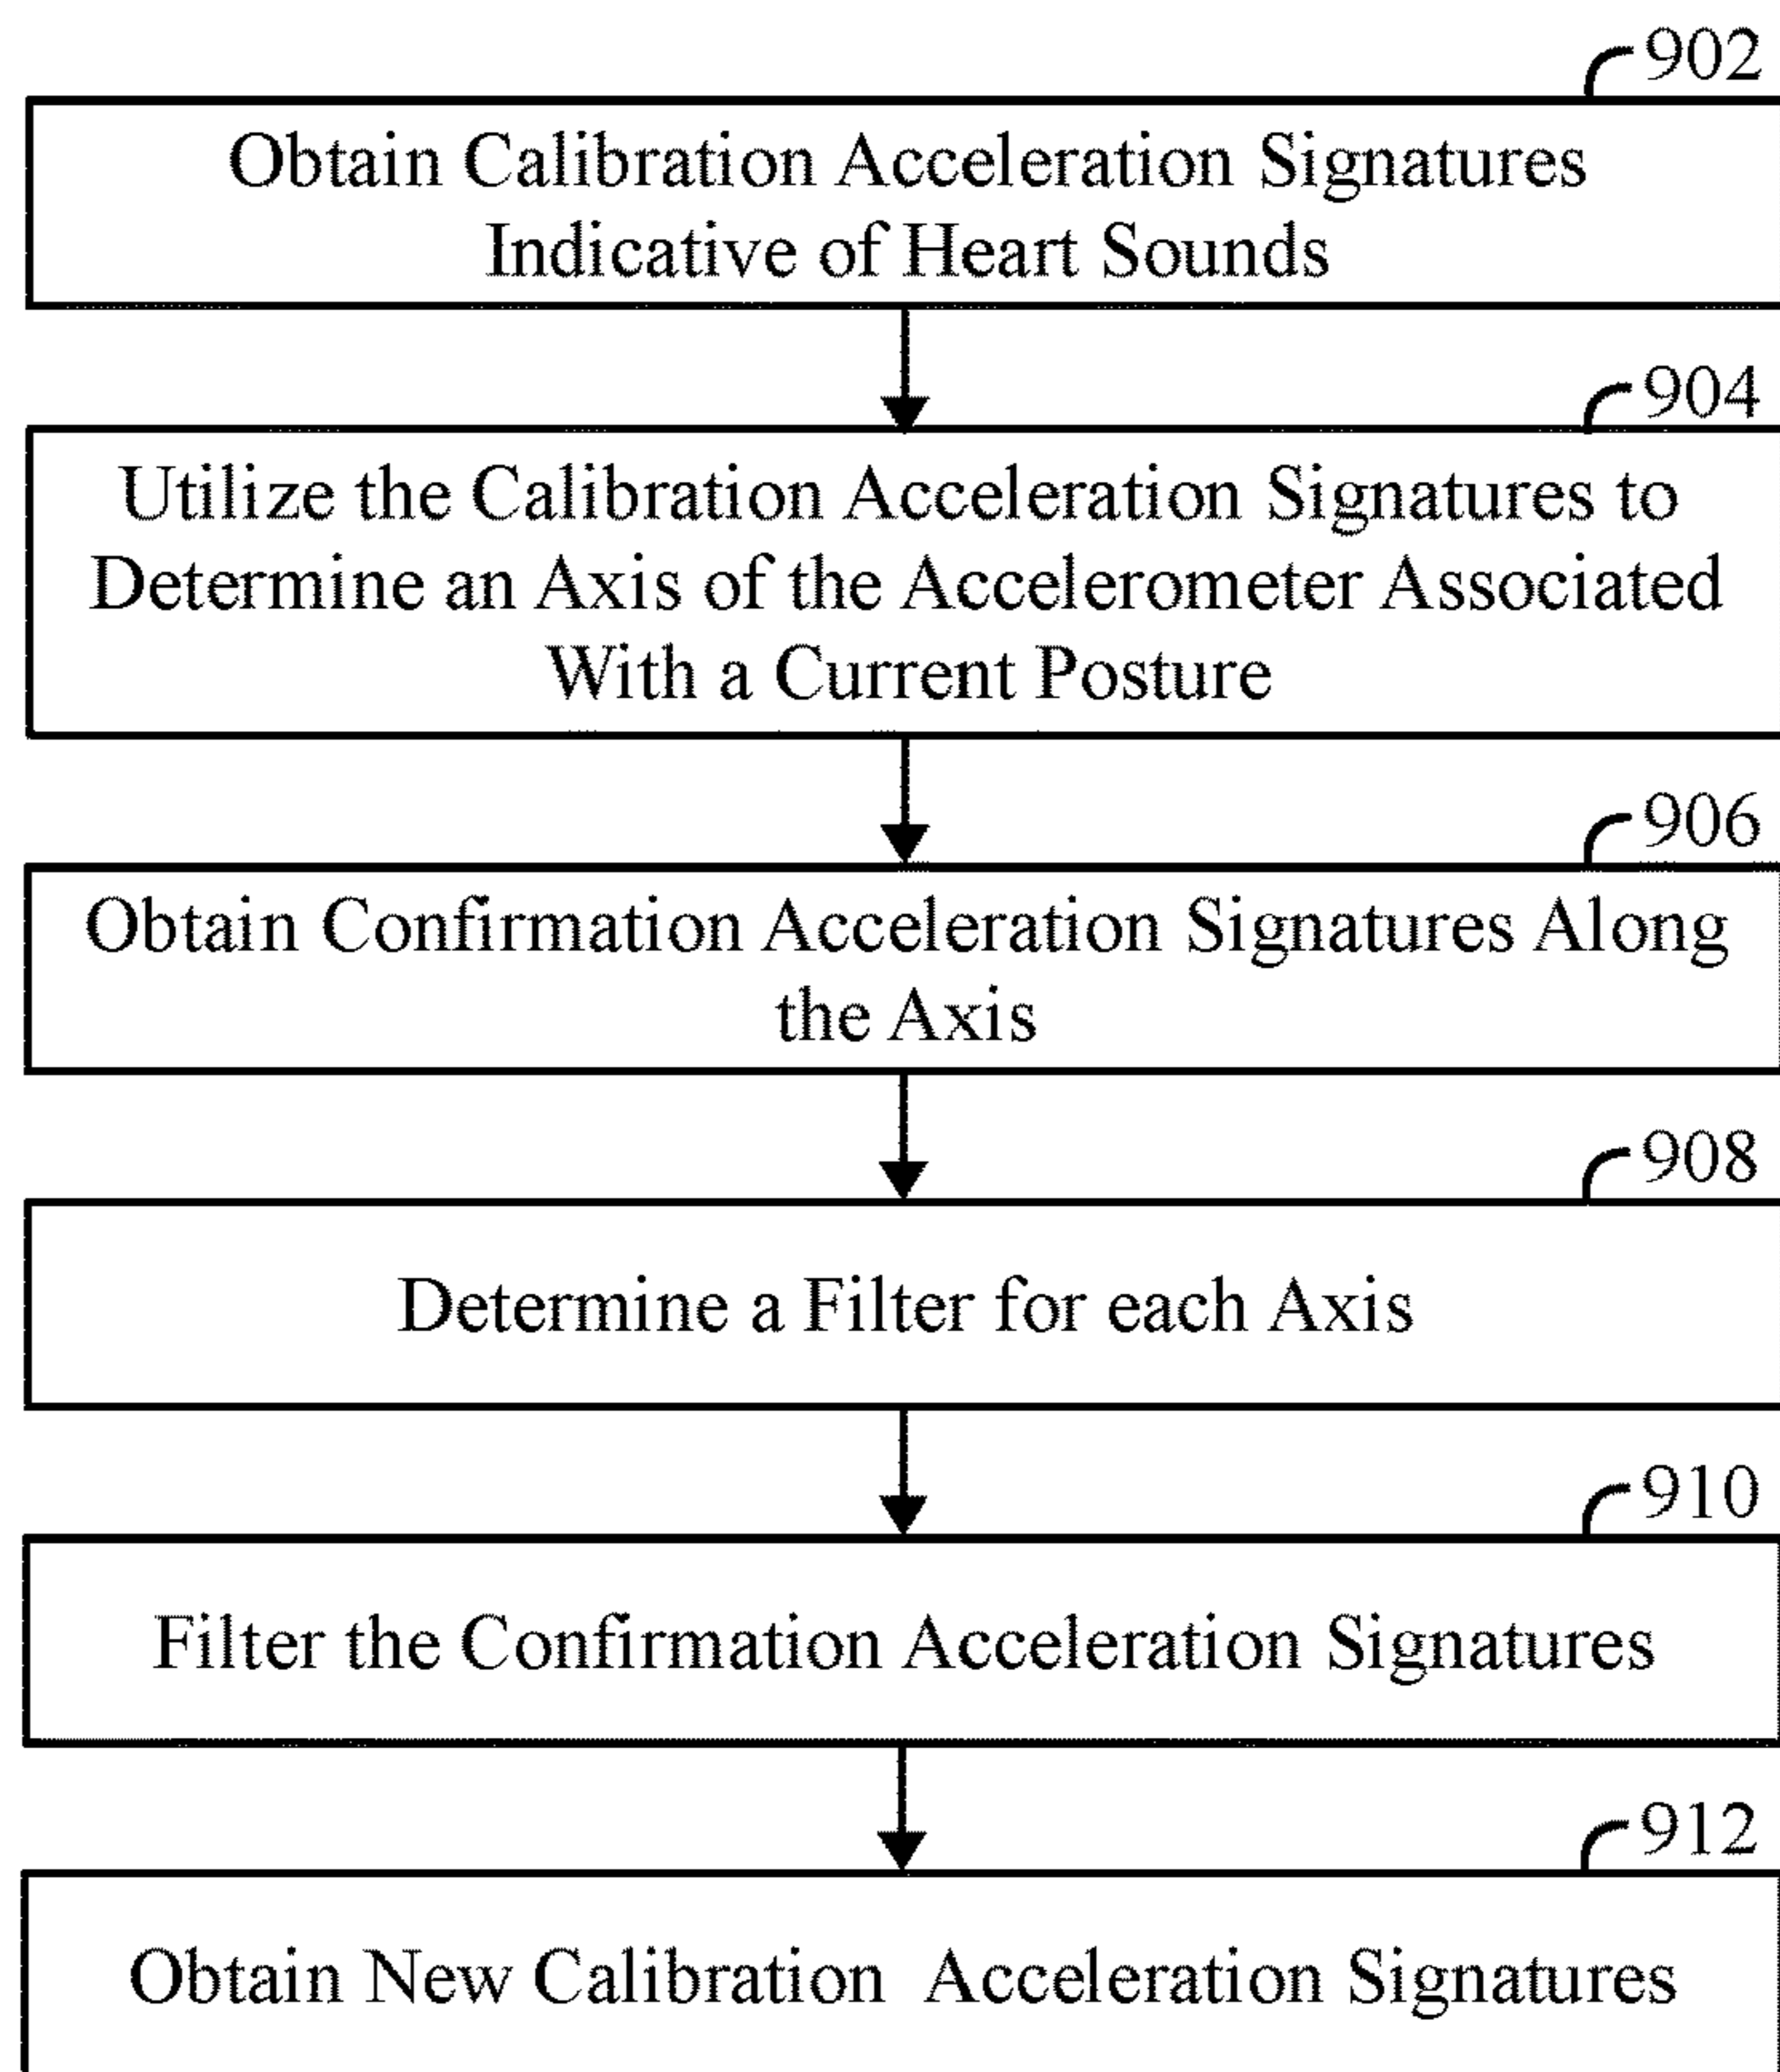 902
Obtain Calibration Acceleration Signatures
Indicative of Heart Sounds
904
Utilize the Calibration Acceleration Signatures to
Determine an Axis of the Accelerometer Associated
With a Current Posture
906
Obtain Confirmation Acceleration Signatures Along
the Axis
908
Determine a Filter for each Axis
910
Filter the Confirmation Acceleration Signatures
912
Obtain New Calibration Acceleration Signatures